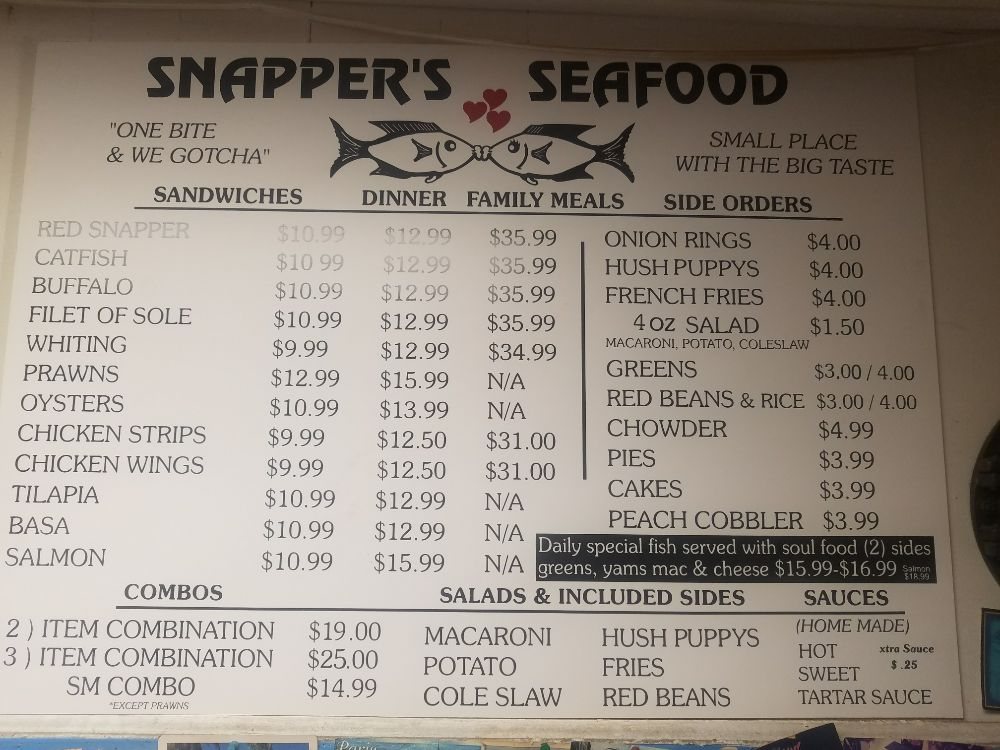 SNAPPER'S SEAFOOD
"ONE BITE
& WE GOTCHA"
SMALL PLACE
WITH THE BIG TASTE
SANDWICHES DINNER FAMILY MEALS
RED SNAPPER $10.99 $12.99 $35.99
CATFISH $10 99 $12.99 $35.99
BUFFALO $10.99 $12.99 $35.99
FILET OF SOLE $10.99 $12.99 $35.99
WHITING $9.99 $12.99 $34.99
PRAWNS $12.99 $15.99 N/A
OYSTERS $10.99 $13.99 N/A
CHICKEN STRIPS $9.99 $12.50 $31.00
CHICKEN WINGS $9.99 $12.50 $31.00
TILAPIA $10.99 $12.99 N/A
BASA $10.99 $12.99 N/A
SALMON $10.99 $15.99 N/A
SIDE ORDERS
ONION RINGS $4.00
HUSH PUPPYS $4.00
FRENCH FRIES $4.00
4 oz SALAD $1.50
MACARONI, POTATO, COLESLAW
GREENS $3.00 / 4.00
RED BEANS & RICE $3.00 / 4.00
CHOWDER $4.99
PIES $3.99
CAKES $3.99
PEACH COBBLER $3.99
Daily special fish served with soul food (2) sides
greens, yams mac & cheese $15.99-$16.99
Salmon
$18.99
COMBOS
2 ) ITEM COMBINATION $19.00
3 ) ITEM COMBINATION $25.00
SM COMBO $14.99
*EXCEPT PRAWNS
SALADS & INCLUDED SIDES
MACARONI HUSH PUPPYS
POTATO FRIES
COLE SLAW RED BEANS
SAUCES
(HOME MADE)
HOT
SWEET
TARTAR SAUCE
xtra Sauce
$ .25
Paris